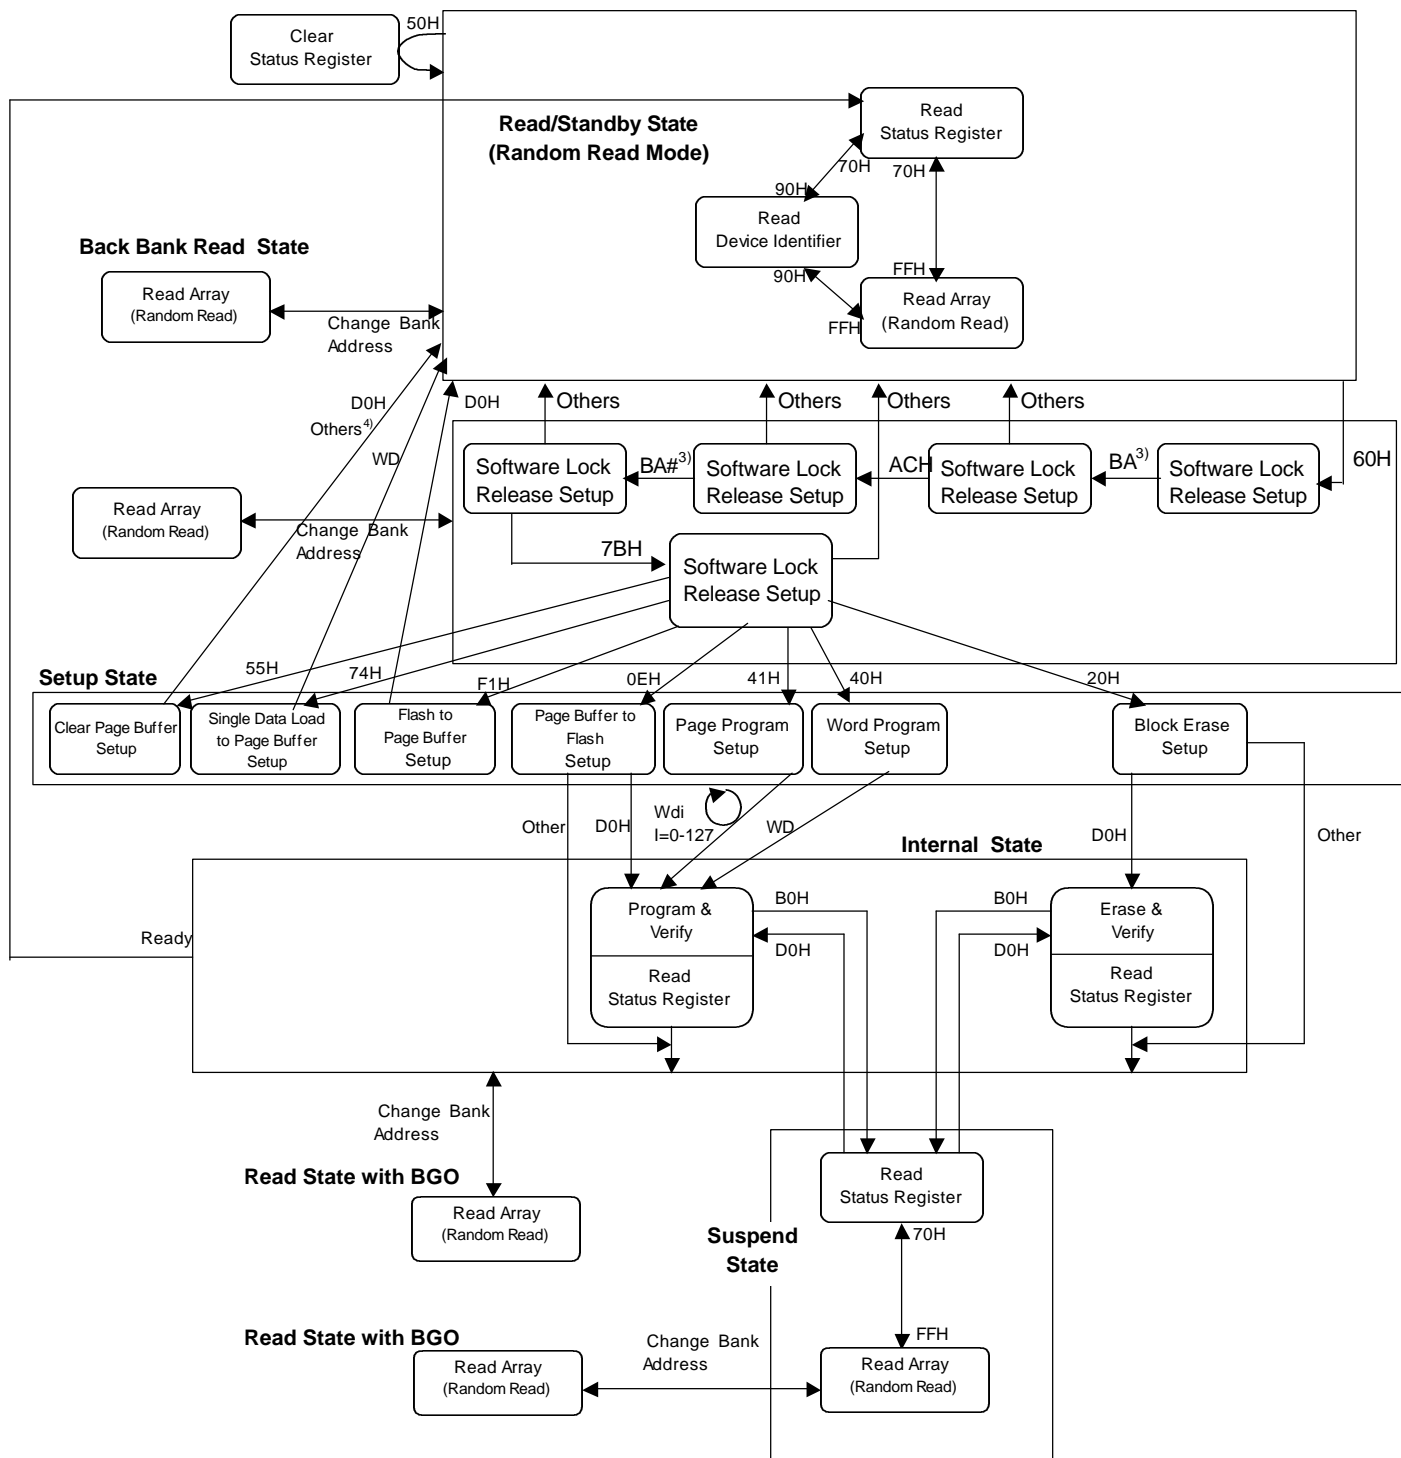 50H
Clear
Status Register
Read/Standby State
(Random Read Mode)
Read
Status Register
70H
70H
90H
Read
Device Identifier
90H
FFH
FFH
Read Array
(Random Read)
Back Bank Read State
Read Array
(Random Read)
Change Bank
Address
D0H
Others4)
WD
D0H
Others
Others
Others
Others
60H
Software Lock
Release Setup
BA#3)
Software Lock
Release Setup
ACH
Software Lock
Release Setup
BA3)
Software Lock
Release Setup
Read Array
(Random Read)
Change Bank
Address
7BH
Software Lock
Release Setup
Setup State
55H
74H
F1H
0EH
41H
40H
20H
Clear Page Buffer
Setup
Single Data Load
to Page Buffer
Setup
Flash to
Page Buffer
Setup
Page Buffer to
Flash
Setup
Page Program
Setup
Word Program
Setup
Block Erase
Setup
Other
D0H
Wdi
I=0-127
WD
D0H
Other
Internal State
Ready
Program &
Verify
Read
Status Register
B0H
D0H
B0H
D0H
Erase &
Verify
Read
Status Register
Change Bank
Address
Read State with BGO
Read Array
(Random Read)
Suspend
State
Read
Status Register
70H
FFH
Read State with BGO
Read Array
(Random Read)
Change Bank
Address
Read Array
(Random Read)